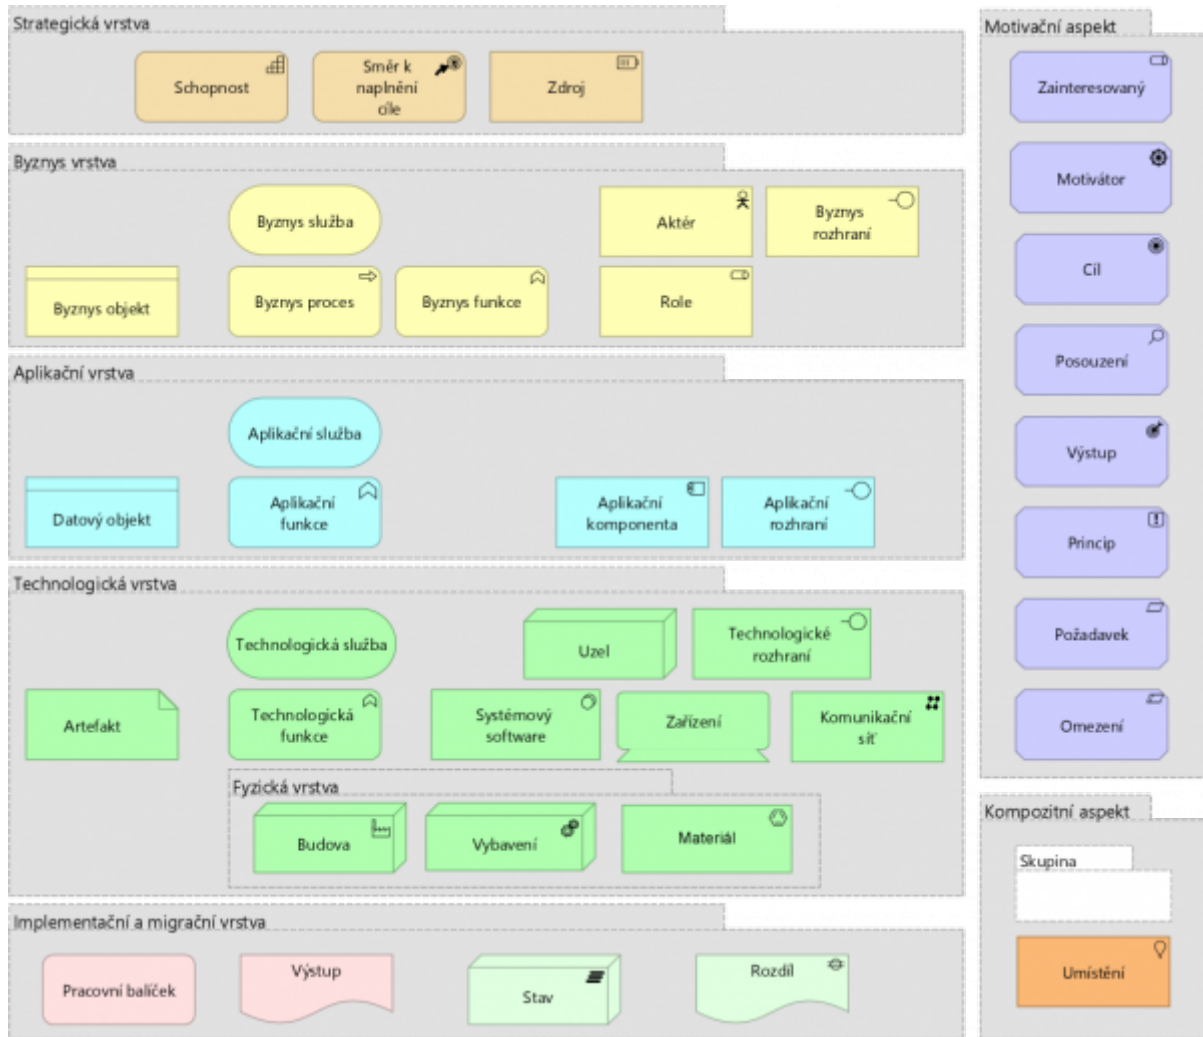 Strategická vrstva
Schopnost
Směr k
naplnění
cíle
Zdroj
Byznys vrstva
Byznys služba
Aktér
Byznys
rozhraní
Byznys objekt
Byznys proces
Byznys funkce
Role
Aplikační vrstva
Aplikační služba
Datový objekt
Aplikační
funkce
Aplikační
komponenta
Aplikační
rozhraní
Technologická vrstva
Technologická služba
Uzel
Technologické
rozhraní
Artefakt
Technologická
funkce
Systémový
software
Zařízení
Komunikační
síť
Fyzická vrstva
Budova
Vybavení
Materiál
Implementační a migrační vrstva
Pracovní balíček
Výstup
Stav
Rozdíl
Motivační aspekt
Zainteresovaný
Motivátor
Cíl
Posouzení
Výstup
Princip
Požadavek
Omezení
Kompozitní aspekt
Skupina
Umístění